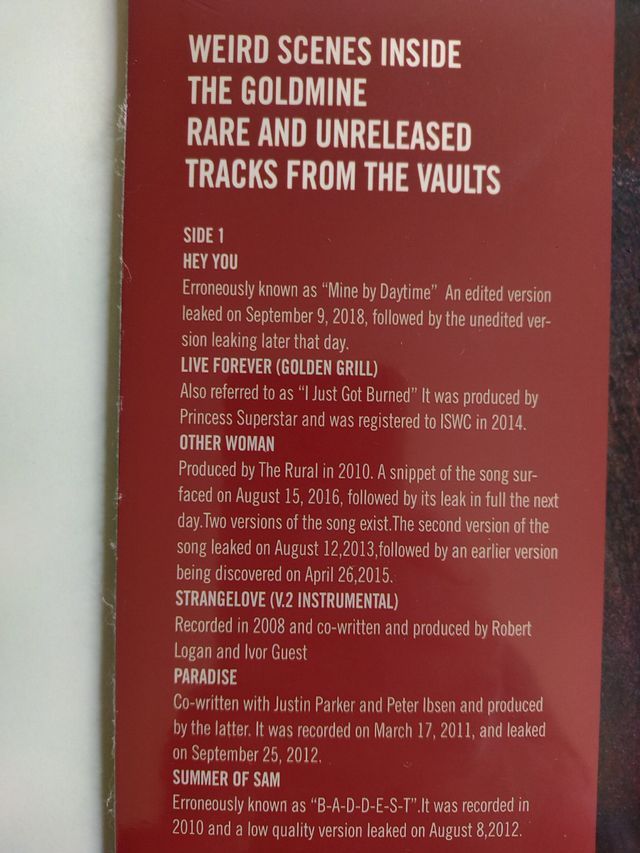 WEIRD SCENES INSIDE
THE GOLDMINE
RARE AND UNRELEASED
TRACKS FROM THE VAULTS
SIDE 1
HEY YOU
Erroneously known as “Mine by Daytime” An edited version
leaked on September 9, 2018, followed by the unedited ver-
sion leaking later that day.
LIVE FOREVER (GOLDEN GRILL)
Also referred to as “I Just Got Burned” It was produced by
Princess Superstar and was registered to ISWC in 2014.
OTHER WOMAN
Produced by The Rural in 2010. A snippet of the song sur-
faced on August 15, 2016, followed by its leak in full the next
day.Two versions of the song exist.The second version of the
song leaked on August 12,2013,followed by an earlier version
being discovered on April 26,2015.
STRANGELOVE (V.2 INSTRUMENTAL)
Recorded in 2008 and co-written and produced by Robert
Logan and Ivor Guest
PARADISE
Co-written with Justin Parker and Peter Ibsen and produced
by the latter. It was recorded on March 17, 2011, and leaked
on September 25, 2012.
SUMMER OF SAM
Erroneously known as “B-A-D-D-E-S-T”.It was recorded in
2010 and a low quality version leaked on August 8,2012.